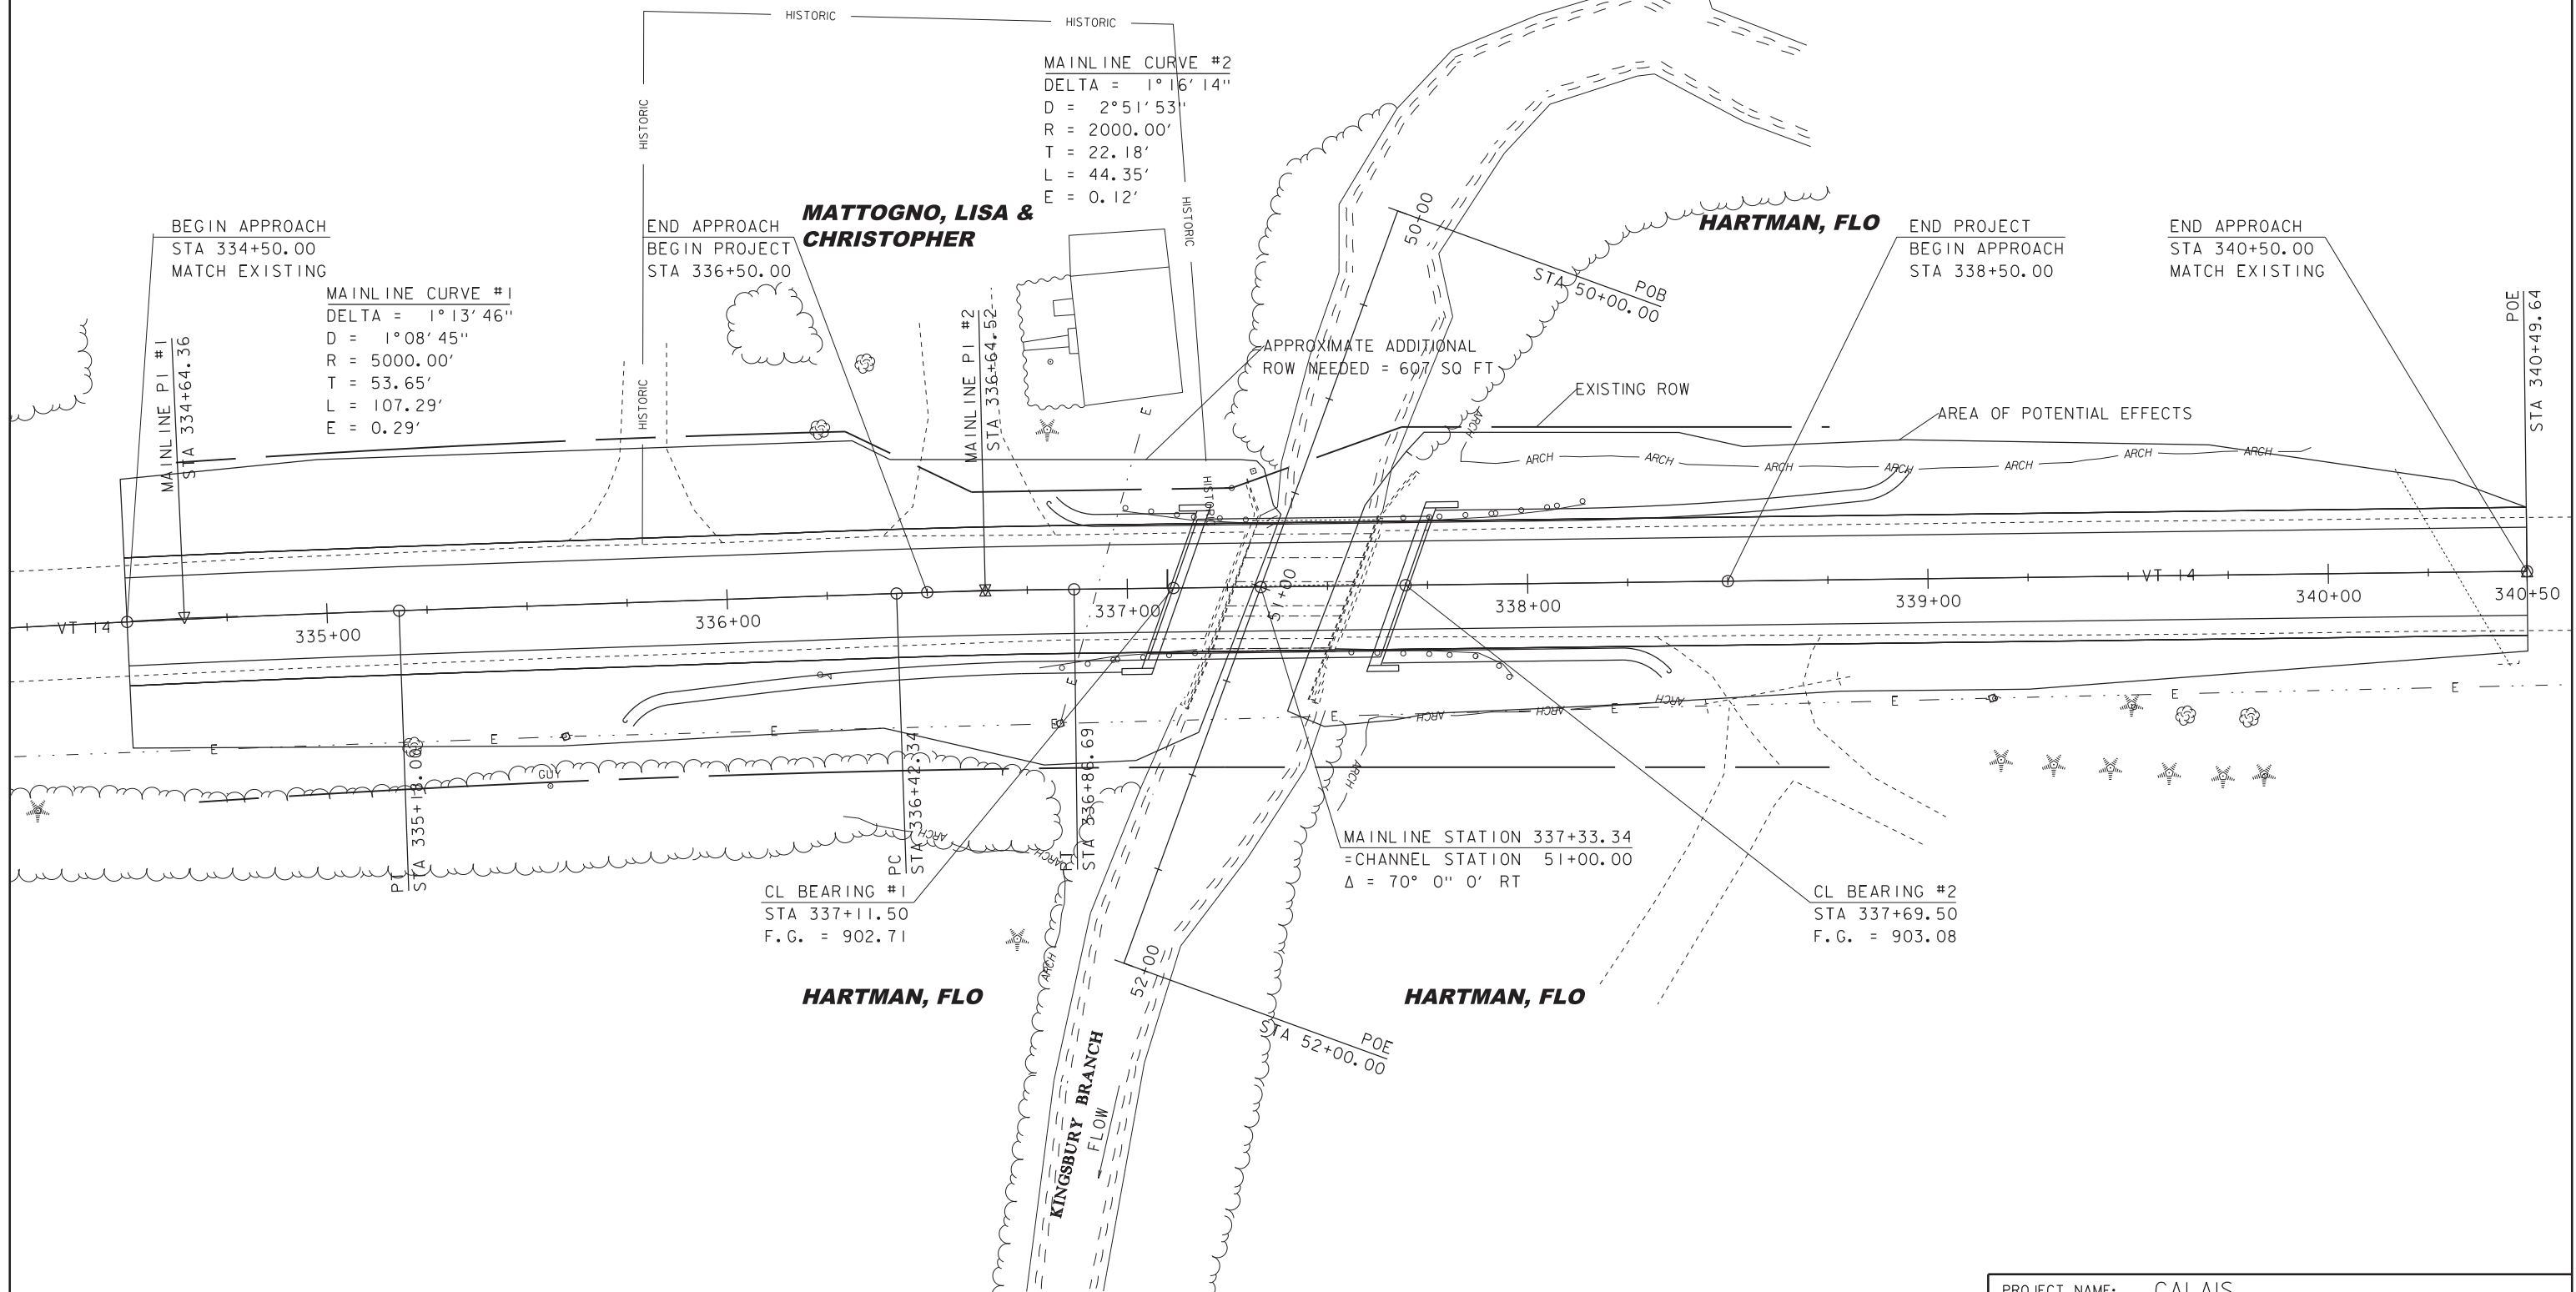 HISTORIC
HISTORIC
HISTORIC
HISTORIC
HISTORIC
HISTORIC
MAINLINE CURVE #2
DELTA = 1°16'14"
D = 2°51'53"
R = 2000.00'
T = 22.18'
L = 44.35'
E = 0.12'
BEGIN APPROACH
STA 334+50.00
MATCH EXISTING
MAINLINE CURVE #1
DELTA = 1°13'46"
D = 1°08'45"
R = 5000.00'
T = 53.65'
L = 107.29'
E = 0.29'
END APPROACH
BEGIN PROJECT
STA 336+50.00
MATTOGNO, LISA &
CHRISTOPHER
HARTMAN, FLO
END PROJECT
BEGIN APPROACH
STA 338+50.00
END APPROACH
STA 340+50.00
MATCH EXISTING
POE
STA 340+49.64
MAINLINE PI #1
STA 334+64.36
MAINLINE PI #2
STA 336+64.52
50+00
POB
STA 50+00.00
APPROXIMATE ADDITIONAL
ROW NEEDED = 607 SQ FT
EXISTING ROW
AREA OF POTENTIAL EFFECTS
E
ARCH
ARCH
ARCH
ARCH
ARCH
ARCH
ARCH
ARCH
VT 14
335+00
336+00
337+00
51+00
338+00
339+00
VT 14
340+00
340+50
E
E
E
E
E
E
E
E
E
ARCH
ARCH
ARCH
ARCH
GUY
PT
STA 335+18.00
PC
STA 336+42.34
PT
STA 336+86.69
ARCH
ARCH
ARCH
MAINLINE STATION 337+33.34
=CHANNEL STATION 51+00.00
Δ = 70° 0" 0' RT
CL BEARING #1
STA 337+11.50
F.G. = 902.71
CL BEARING #2
STA 337+69.50
F.G. = 903.08
HARTMAN, FLO
HARTMAN, FLO
52+00
POE
STA 52+00.00
KINGSBURY BRANCH
FLOW
PROJECT NAME: CALAIS